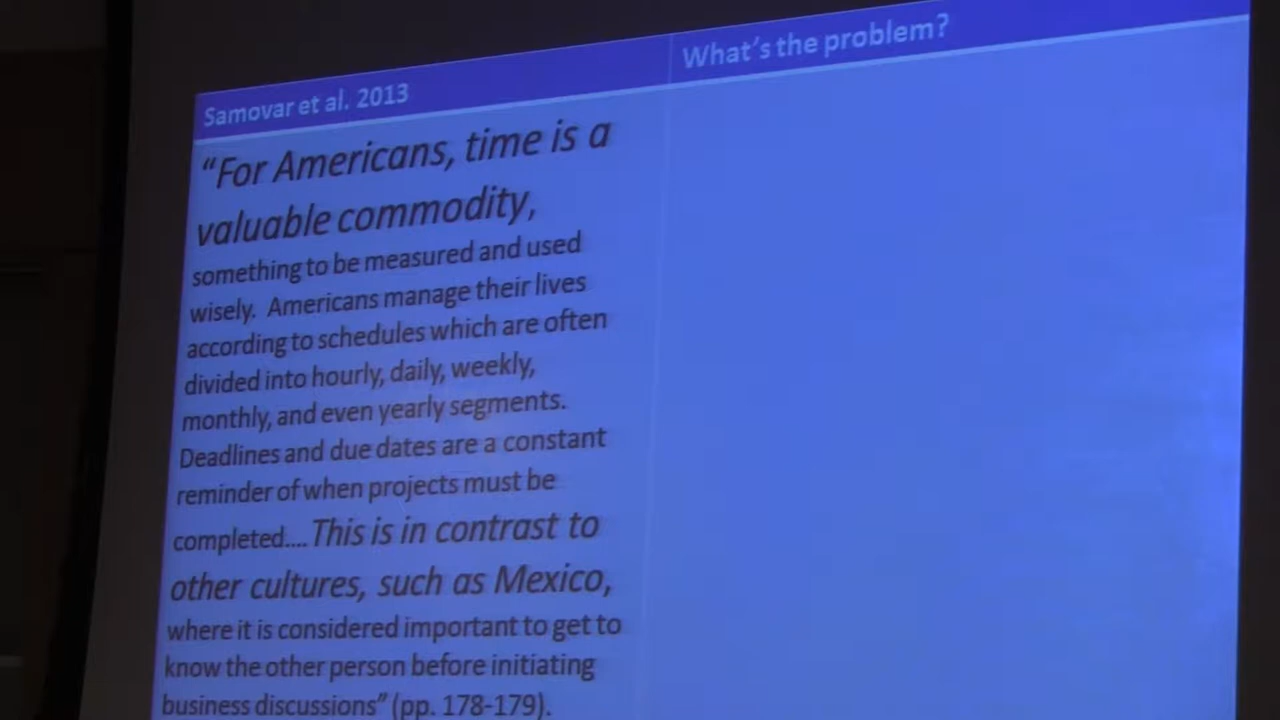 Samovar et al. 2013
What's the problem?
“For Americans, time is a
valuable commodity,
something to be measured and used
wisely. Americans manage their lives
according to schedules which are often
divided into hourly, daily, weekly,
monthly, and even yearly segments.
Deadlines and due dates are a constant
reminder of when projects must be
completed.... This is in contrast to
other cultures, such as Mexico,
where it is considered important to get to
know the other person before initiating
business discussions” (pp. 178-179).